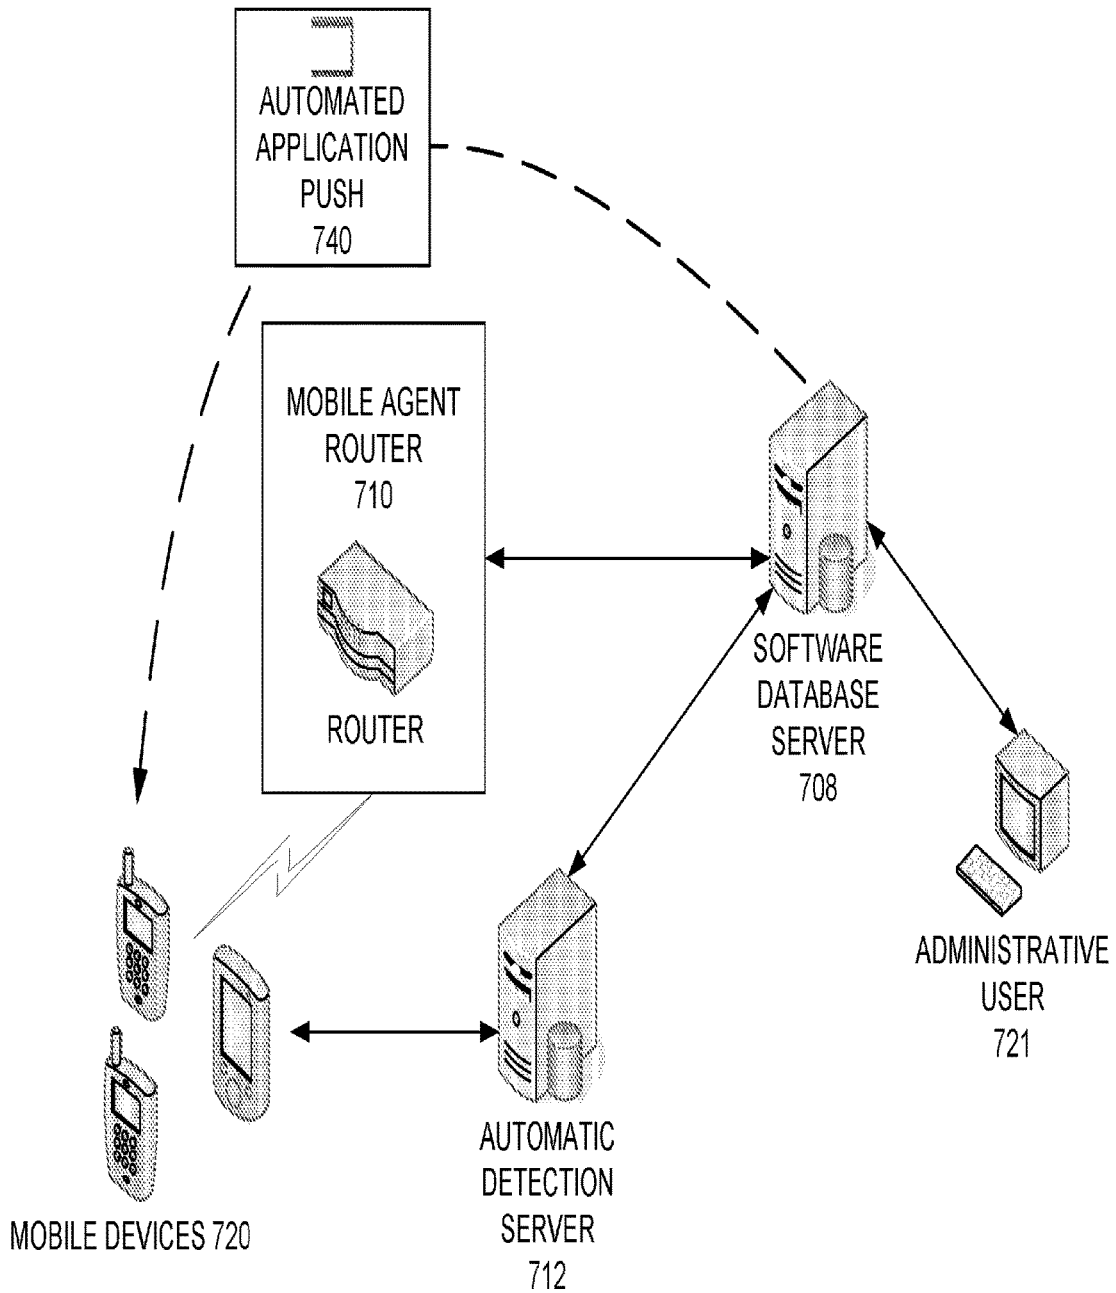 AUTOMATED
APPLICATION
PUSH
740
MOBILE AGENT
ROUTER
710
ROUTER
SOFTWARE
DATABASE
SERVER
708
ADMINISTRATIVE
USER
721
AUTOMATIC
DETECTION
SERVER
712
MOBILE DEVICES 720